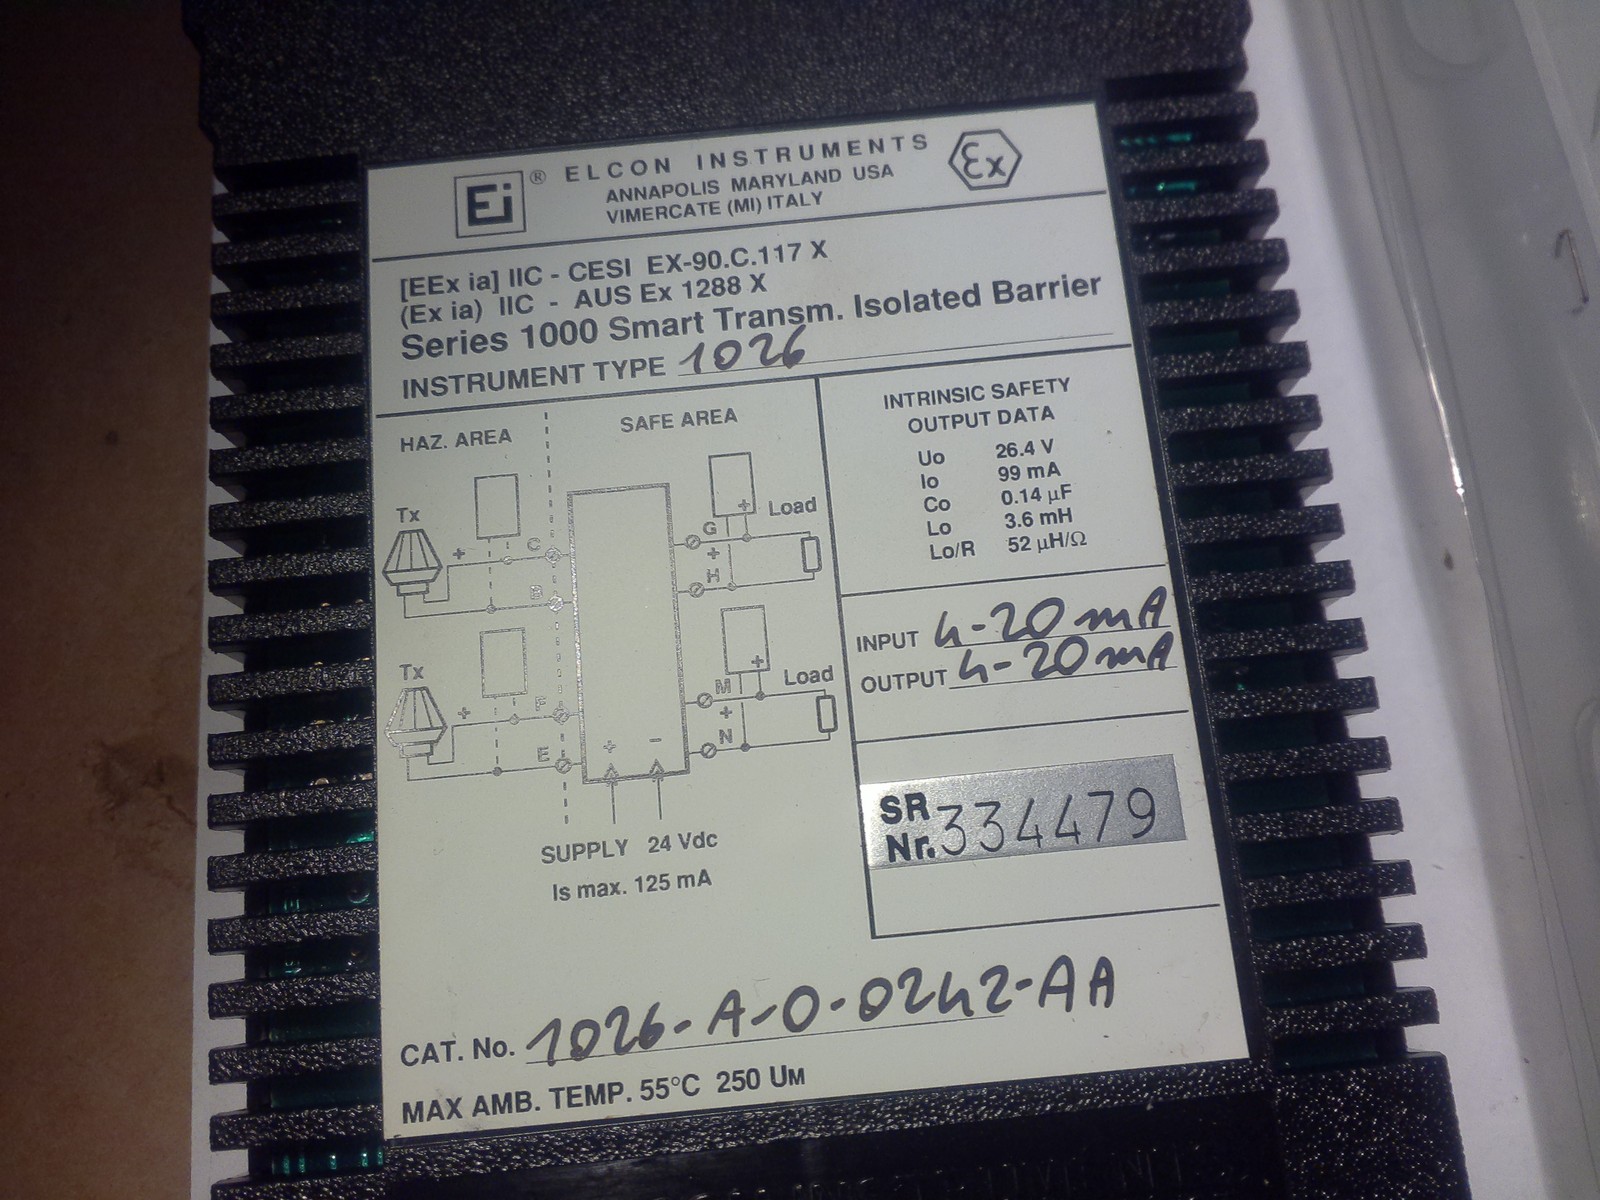 Ei ® ELCON INSTRUMENTS Ex
ANNAPOLIS MARYLAND USA
VIMERCATE (MI) ITALY
[EEx ia] IIC - CESI EX-90.C.117 X
(Ex ia) IIC - AUS Ex 1288 X
Series 1000 Smart Transm. Isolated Barrier
INSTRUMENT TYPE 1026
HAZ. AREA
SAFE AREA
Tx
+
C
B
G
+
H
Load
+
Tx
+
F
E
M
+
N
Load
+
+ -
SUPPLY 24 Vdc
Is max. 125 mA
INTRINSIC SAFETY
OUTPUT DATA
Uo 26.4 V
Io 99 mA
Co 0.14 µF
Lo 3.6 mH
Lo/R 52 µH/Ω
INPUT 4-20mA
OUTPUT 4-20mA
SR
Nr. 334479
CAT. No. 1026-A-0-0242-AA
MAX AMB. TEMP. 55°C 250 UM